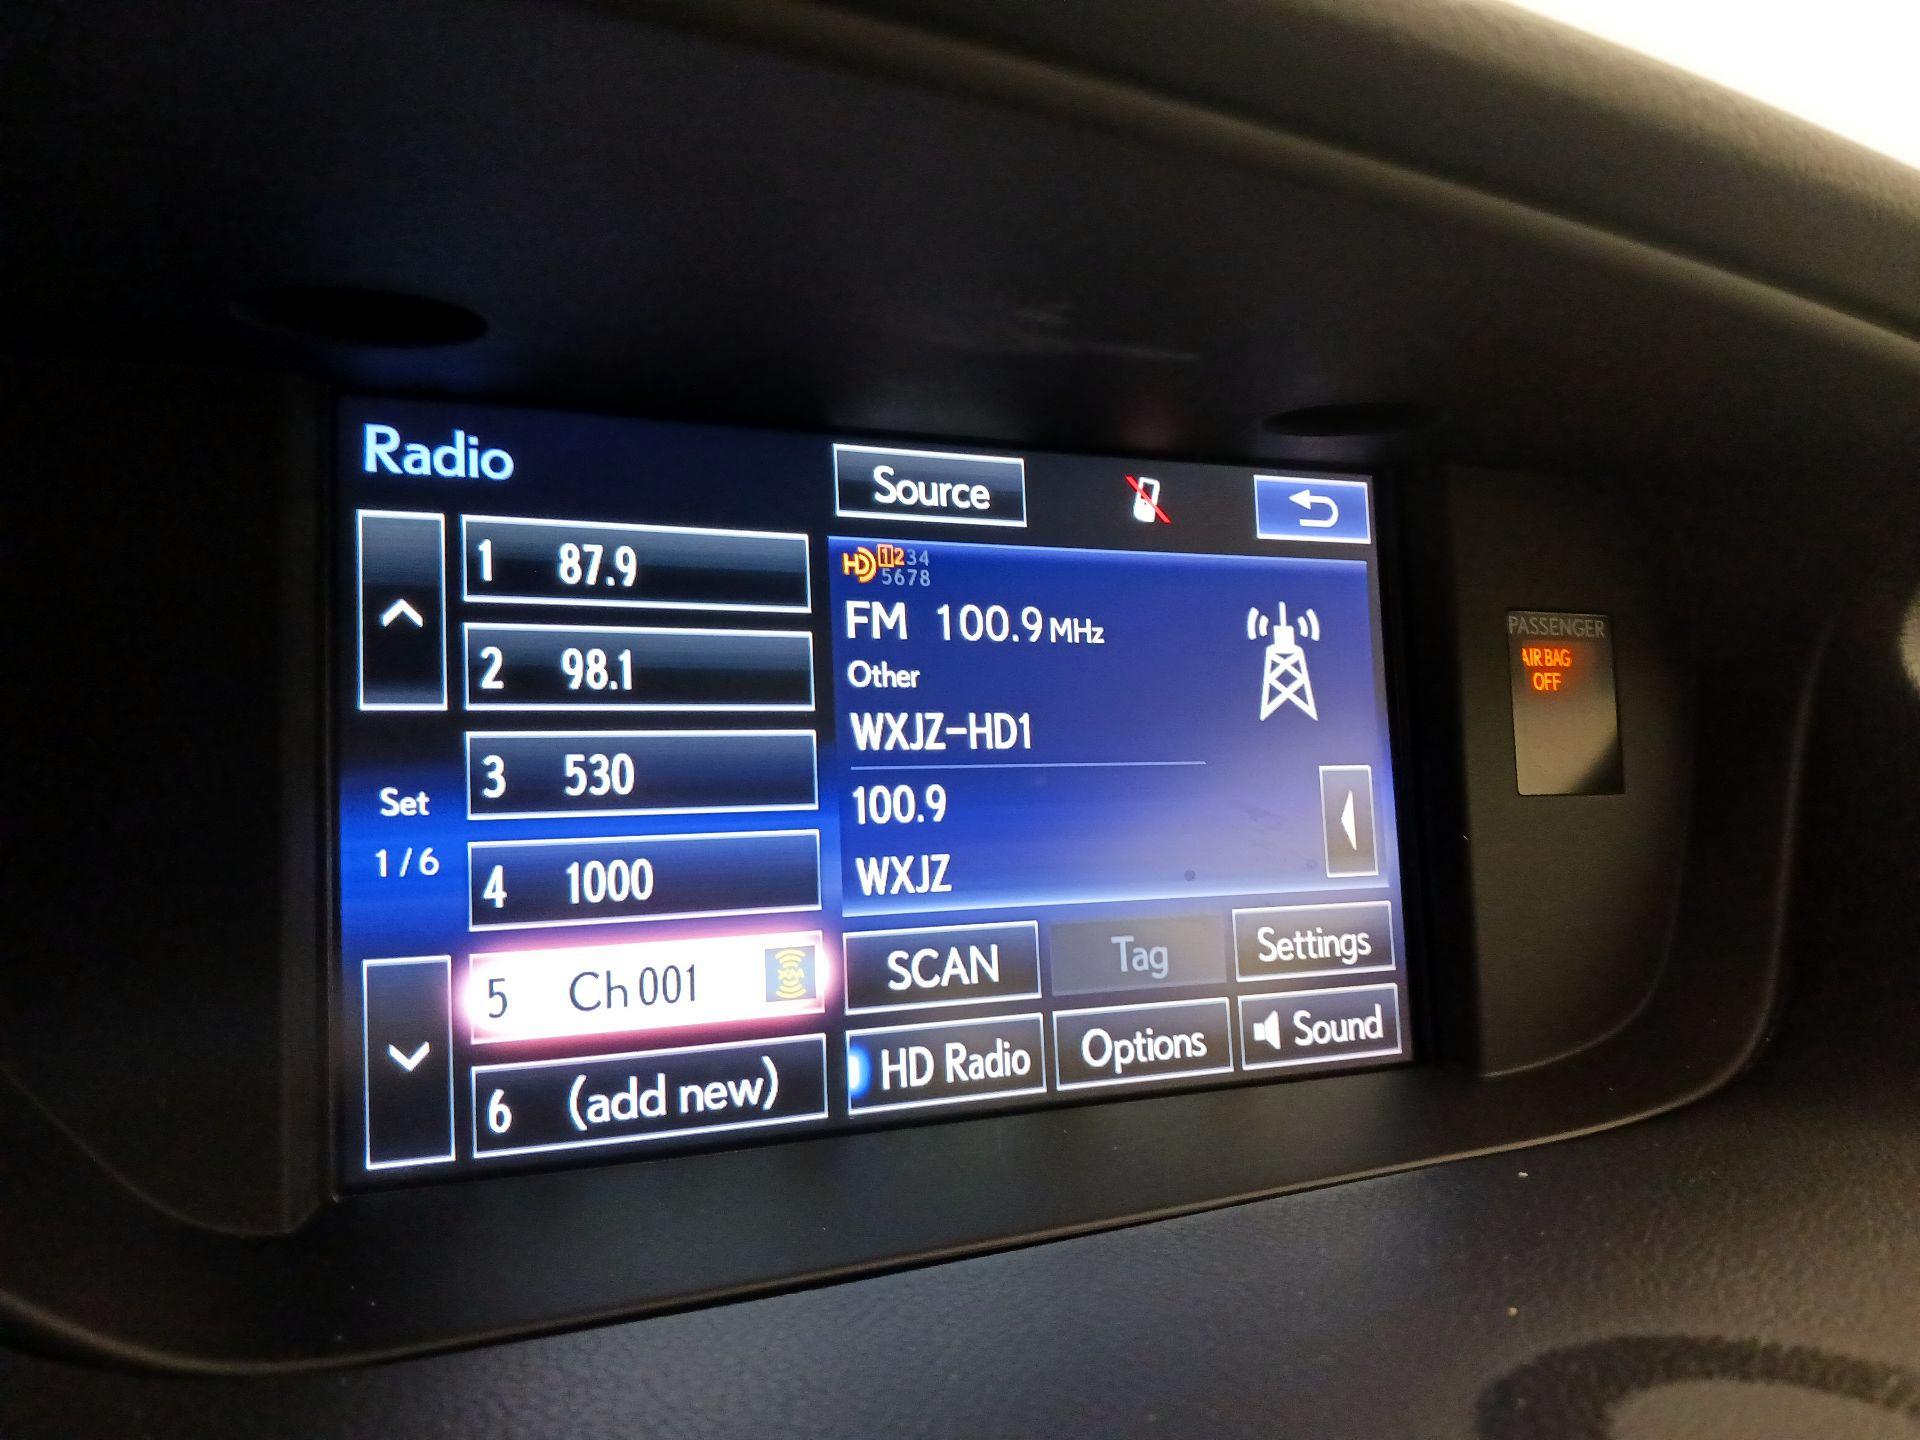 Radio
Source
1 87.9
2 98.1
3 530
4 1000
5 Ch 001 XM
6 (add new)
Set
1/6
HD 1234
5678
FM 100.9 MHz
Other
WXJZ-HD1
100.9
WXJZ
SCAN
Tag
Settings
HD Radio
Options
Sound
PASSENGER
AIR BAG
OFF